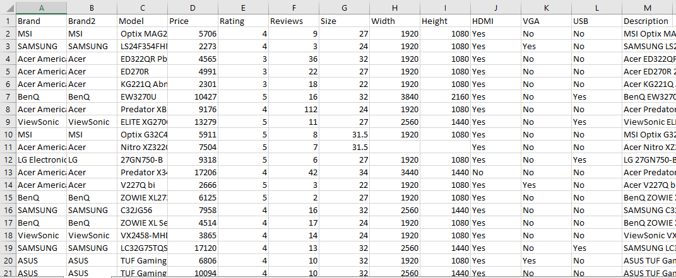 A B C D E F G H I J K L M
1 Brand Brand2 Model Price Rating Reviews Size Width Height HDMI VGA USB Description
2 MSI MSI Optix MAG2 5706 4 9 27 1920 1080 Yes No No MSI Optix MA
3 SAMSUNG SAMSUNG LS24F354FH 2273 4 3 24 1920 1080 Yes Yes No SAMSUNG LS2
4 Acer America Acer ED322QR Pb 4565 3 36 32 1920 1080 Yes No No Acer ED322Q
5 Acer America Acer ED270R 4991 3 22 27 1920 1080 Yes No No Acer ED270R
6 Acer America Acer KG221Q Abn 2301 3 18 22 1920 1080 Yes No No Acer KG221Q
7 BenQ BenQ EW3270U 10427 5 16 32 3840 2160 Yes No Yes BenQ EW3270
8 Acer America Acer Predator XB 9176 4 112 24 1920 1080 Yes No No Acer Predator
9 ViewSonic ViewSonic ELITE XG270 13279 5 11 27 2560 1440 Yes No Yes ViewSonic ELI
10 MSI MSI Optix G32C4 5911 5 8 31.5 1920 1080 Yes No No MSI Optix G3
11 Acer America Acer Nitro XZ322 7504 5 7 31.5 Yes No No Acer Nitro XZ
12 LG Electronic LG 27GN750-B 9318 5 6 27 1920 1080 Yes No Yes LG 27GN750-
13 Acer America Acer Predator X3 17206 4 42 34 3440 1440 No No No Acer Predator
14 Acer America Acer V227Q bi 2666 5 3 22 1920 1080 Yes Yes No Acer V227Q b
15 BenQ BenQ ZOWIE XL27 6125 5 2 27 1920 1080 Yes No No BenQ ZOWIE
16 SAMSUNG SAMSUNG C32JG56 7958 4 16 32 2560 1440 Yes No No SAMSUNG C32
17 BenQ BenQ ZOWIE XL Se 4514 4 17 24 1920 1080 Yes No No BenQ ZOWIE
18 ViewSonic ViewSonic VX2458-MHD 3865 4 14 24 1920 1080 Yes No No ViewSonic VX
19 SAMSUNG SAMSUNG LC32G75TQS 17120 4 13 32 2560 1440 Yes No Yes SAMSUNG LC3
20 ASUS ASUS TUF Gaming 6806 4 10 32 1920 1080 Yes Yes No ASUS TUF Gam
21 ASUS ASUS TUF Gaming 10094 4 10 32 2560 1440 Yes No No ASUS TUF Gam